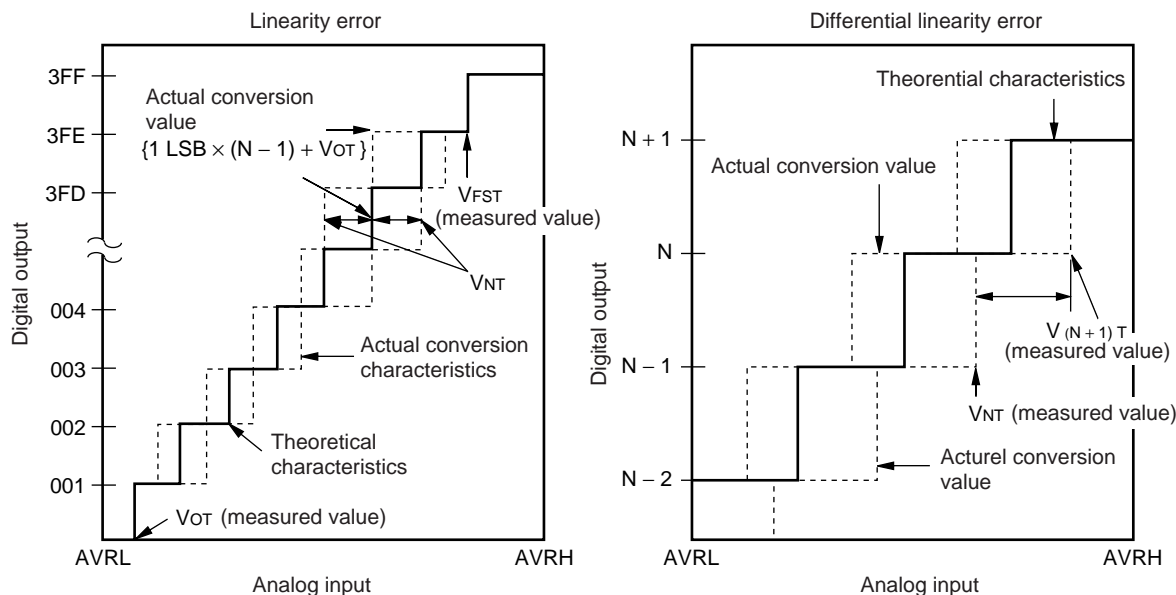 Linearity error
3FF
3FE
3FD
004
003
002
001
Digital output
Actual conversion
value
{1 LSB × (N – 1) + VOT }
VFST
(measured value)
VNT
Actual conversion
characteristics
Theoretical
characteristics
VOT (measured value)
AVRL
AVRH
Analog input
Differential linearity error
Theorential characteristics
N + 1
Actual conversion value
N
Digital output
V (N + 1) T
(measured value)
N – 1
VNT (measured value)
Acturel conversion
value
N – 2
AVRL
AVRH
Analog input